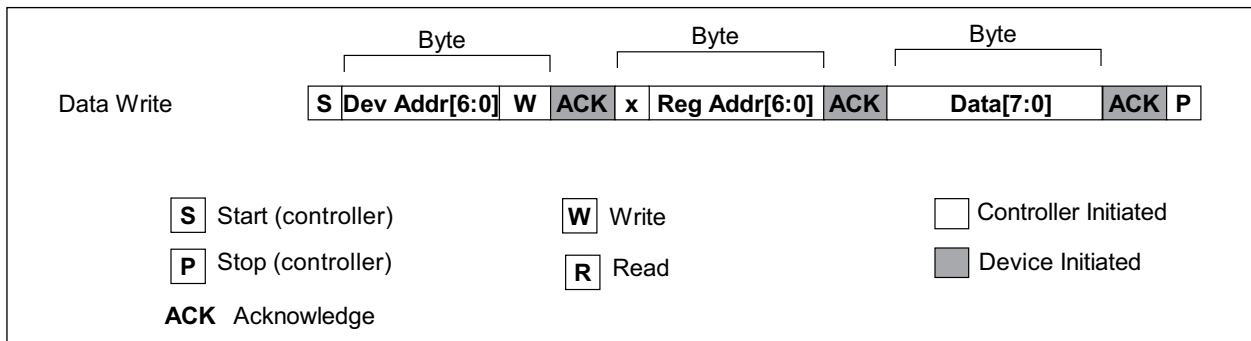 Byte Byte Byte
Data Write S Dev Addr[6:0] W ACK x Reg Addr[6:0] ACK Data[7:0] ACK P
S Start (controller) W Write Controller Initiated
P Stop (controller) R Read Device Initiated
ACK Acknowledge